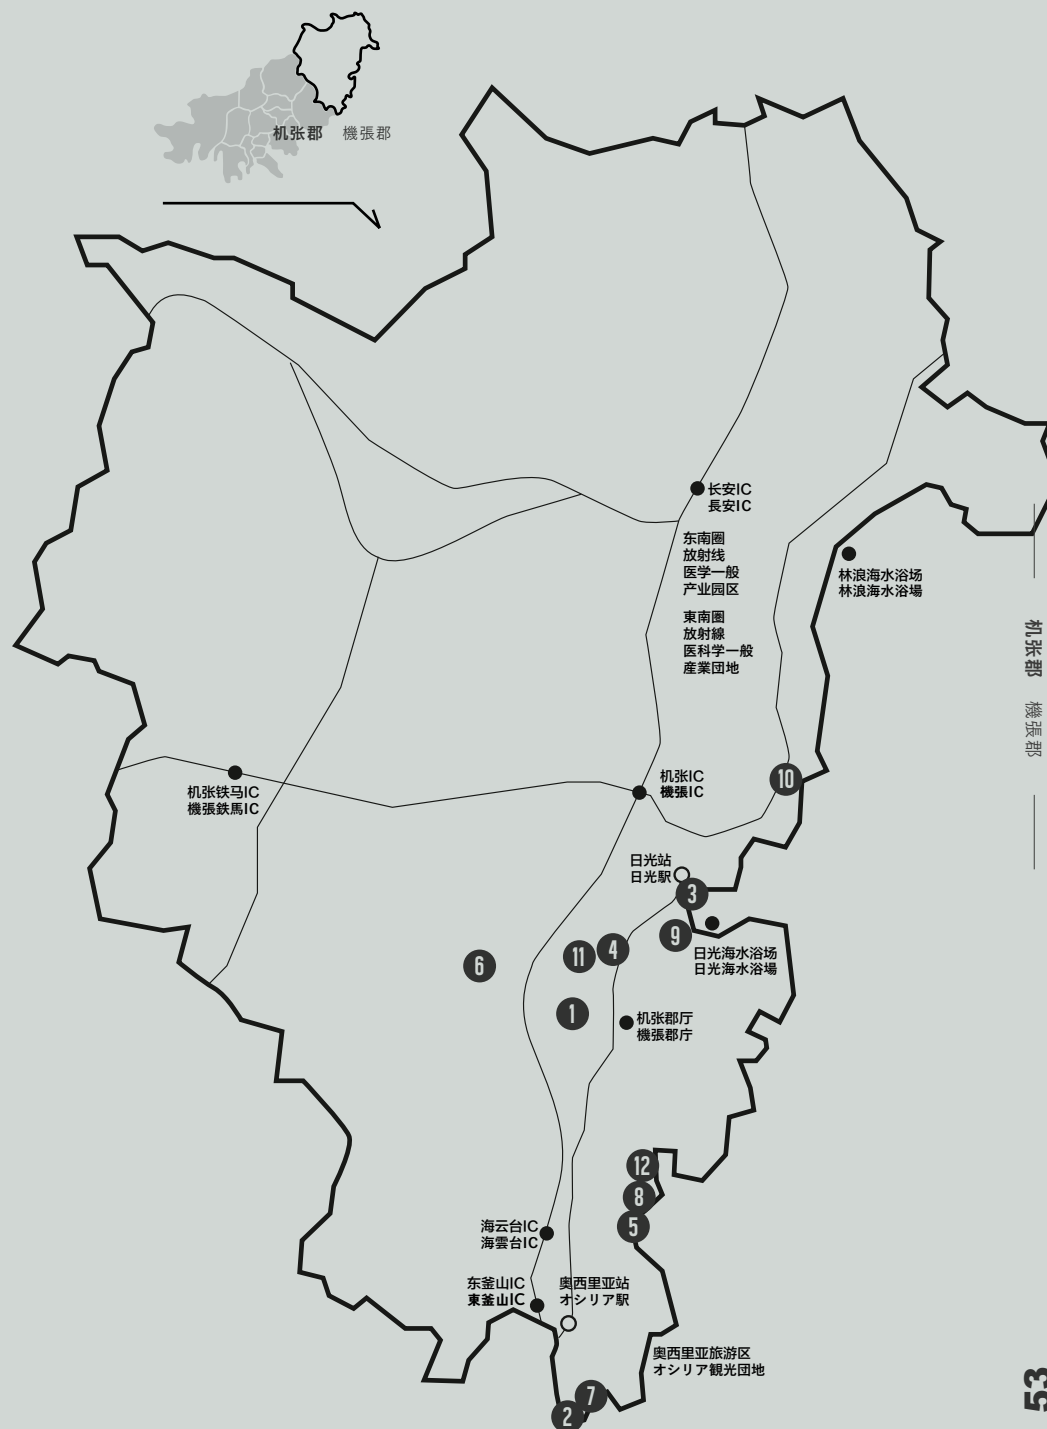 机张郡 機張郡
长安IC
長安IC
东南圈
放射线
医学一般
产业园区
東南圏
放射線
医科学一般
産業団地
林浪海水浴场
林浪海水浴場
机张郡 機張郡
机张铁马IC
機張鉄馬IC
机张IC
機張IC
10
日光站
日光駅
3
9
日光海水浴场
日光海水浴場
6
11
4
1
机张郡厅
機張郡庁
12
8
5
海云台IC
海雲台IC
东釜山IC
東釜山IC
奥西里亚站
オシリア駅
奥西里亚旅游区
オシリア観光団地
7
2
53